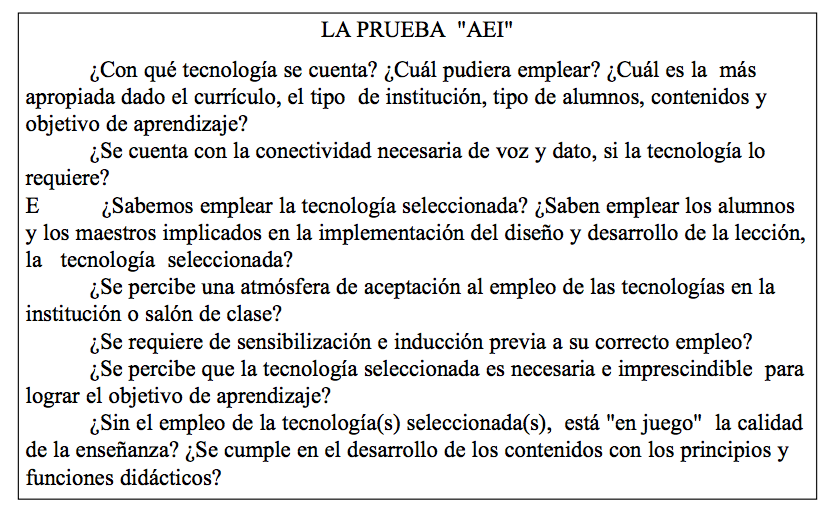 LA PRUEBA "AEI"
¿Con qué tecnología se cuenta? ¿Cuál pudiera emplear? ¿Cuál es la más
apropiada dado el currículo, el tipo de institución, tipo de alumnos, contenidos y
objetivo de aprendizaje?
¿Se cuenta con la conectividad necesaria de voz y dato, si la tecnología lo
requiere?
E ¿Sabemos emplear la tecnología seleccionada? ¿Saben emplear los alumnos
y los maestros implicados en la implementación del diseño y desarrollo de la lección,
la tecnología seleccionada?
¿Se percibe una atmósfera de aceptación al empleo de las tecnologías en la
institución o salón de clase?
¿Se requiere de sensibilización e inducción previa a su correcto empleo?
¿Se percibe que la tecnología seleccionada es necesaria e imprescindible para
lograr el objetivo de aprendizaje?
¿Sin el empleo de la tecnología(s) seleccionada(s), está "en juego" la calidad
de la enseñanza? ¿Se cumple en el desarrollo de los contenidos con los principios y
funciones didácticos?